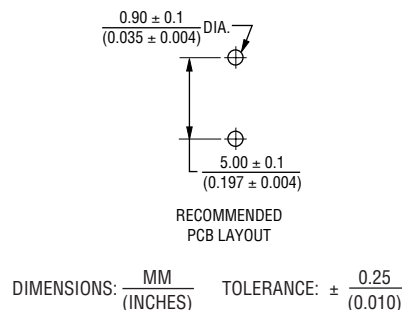 0.90 ± 0.1
(0.035 ± 0.004)
DIA.
5.00 ± 0.1
(0.197 ± 0.004)
RECOMMENDED
PCB LAYOUT
DIMENSIONS: MM
(INCHES)
TOLERANCE: ± 0.25
(0.010)